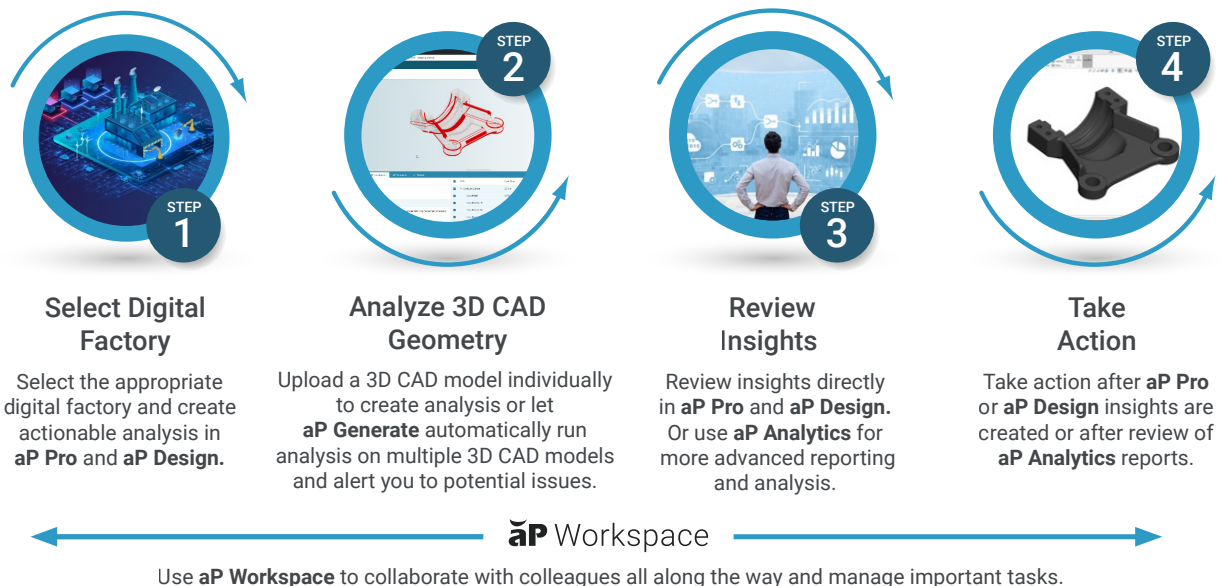 STEP
1
STEP
2
STEP
3
STEP
4
Select Digital
Factory
Select the appropriate
digital factory and create
actionable analysis in
aP Pro and aP Design.
Analyze 3D CAD
Geometry
Upload a 3D CAD model individually
to create analysis or let
aP Generate automatically run
analysis on multiple 3D CAD models
and alert you to potential issues.
Review
Insights
Review insights directly
in aP Pro and aP Design.
Or use aP Analytics for
more advanced reporting
and analysis.
Take
Action
Take action after aP Pro
or aP Design insights are
created or after review of
aP Analytics reports.
ăP Workspace
Use aP Workspace to collaborate with colleagues all along the way and manage important tasks.